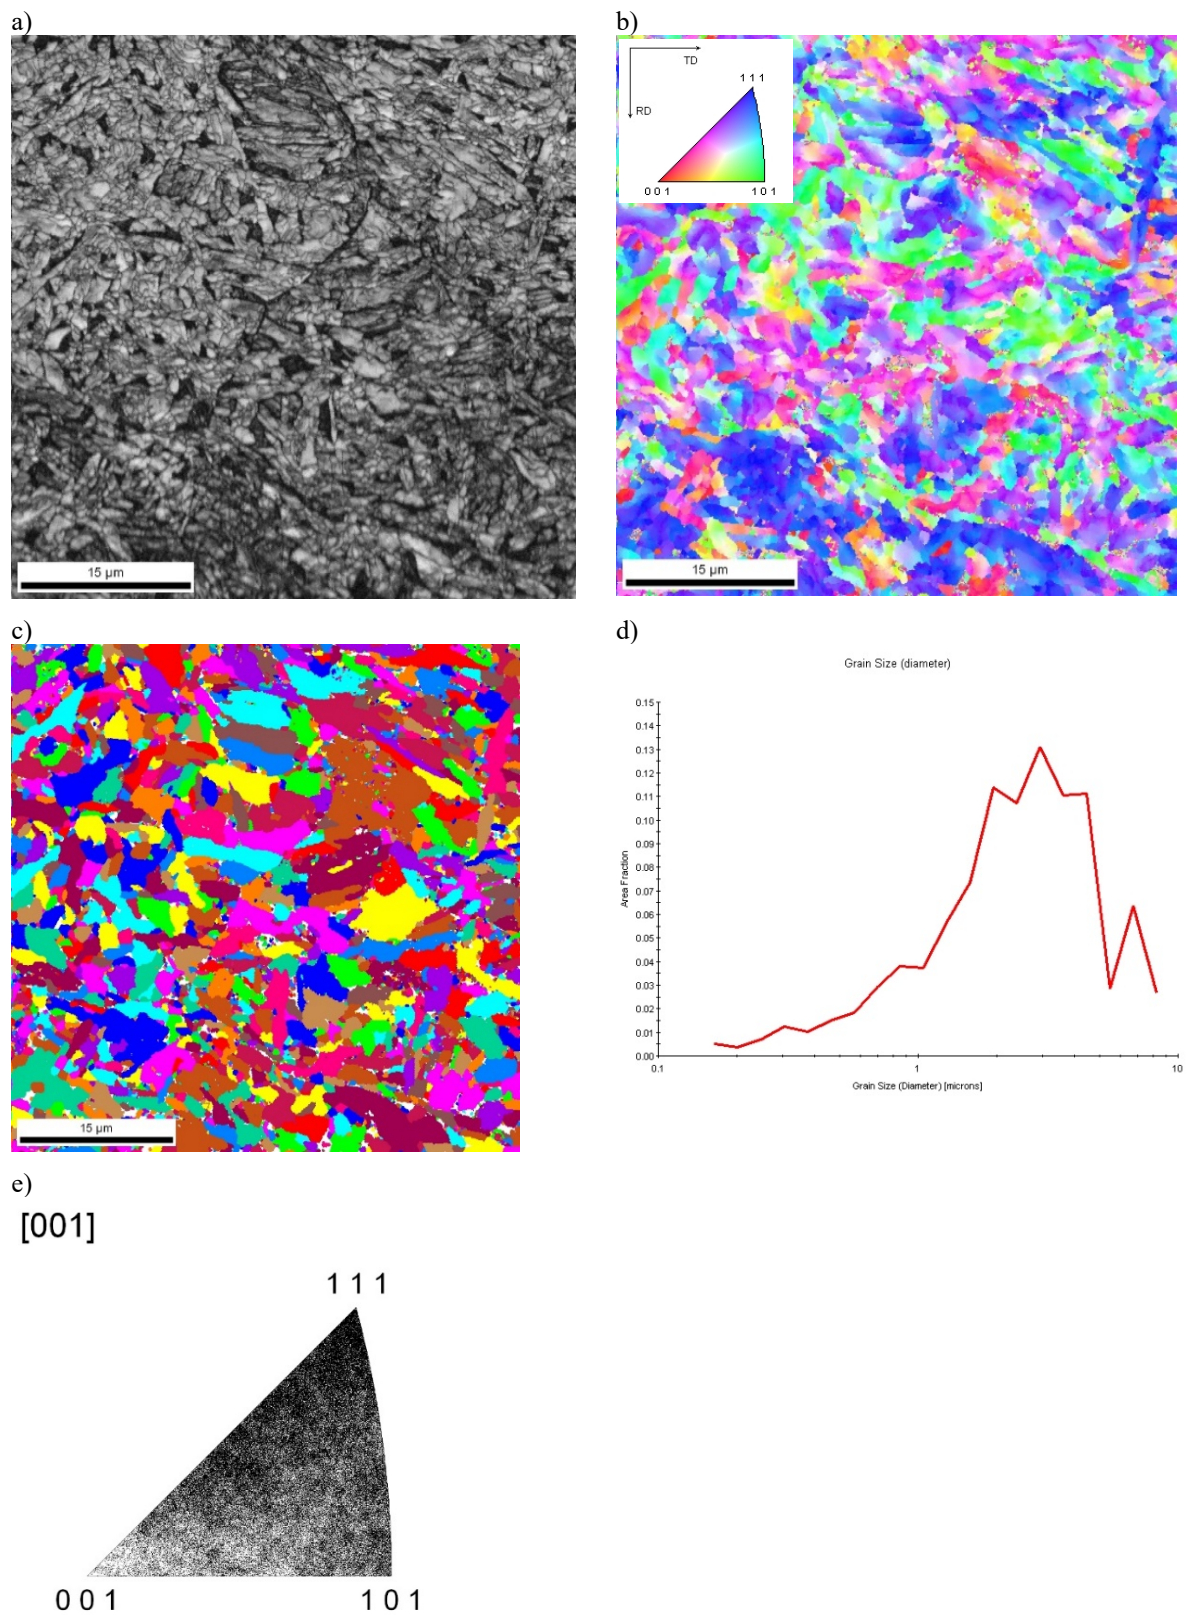 a)
15 µm
b)
TD
RD
1 1 1
0 0 1
1 0 1
15 µm
c)
15 µm
d)
Grain Size (diameter)
Area Fraction
0.15
0.14
0.13
0.12
0.11
0.10
0.09
0.08
0.07
0.06
0.05
0.04
0.03
0.02
0.01
0.00
0.1
1
10
Grain Size (Diameter) [microns]
e)
[001]
1 1 1
0 0 1
1 0 1